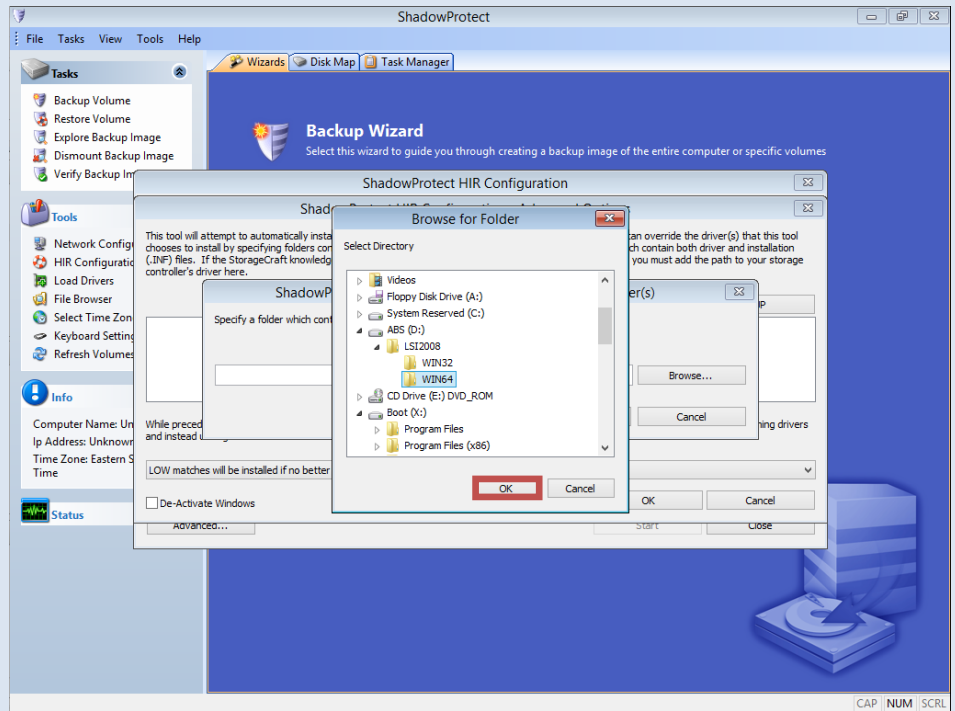 ShadowProtect
File Tasks View Tools Help
Tasks
Backup Volume
Restore Volume
Explore Backup Image
Dismount Backup Image
Verify Backup Im
Tools
Network Configu
HIR Configuratio
Load Drivers
File Browser
Select Time Zon
Keyboard Setting
Refresh Volumes
Info
Computer Name: Un
Ip Address: Unknown
Time Zone: Eastern S
Time
Status
Wizards Disk Map Task Manager
Backup Wizard
Select this wizard to guide you through creating a backup image of the entire computer or specific volumes
ShadowProtect HIR Configuration
Shad
This tool will attempt to automatically insta
chooses to install by specifying folders con
(.INF) files. If the StorageCraft knowledg
controller's driver here.
can override the driver(s) that this tool
ch contain both driver and installation
you must add the path to your storage
ShadowP
er(s)
Specify a folder which cont
Browse...
Cancel
While preced
and instead u
ning drivers
LOW matches will be installed if no better
De-Activate Windows
OK Cancel
Advanced... Start Close
Browse for Folder
Select Directory
Videos
Floppy Disk Drive (A:)
System Reserved (C:)
ABS (D:)
LSI2008
WIN32
WIN64
CD Drive (E:) DVD_ROM
Boot (X:)
Program Files
Program Files (x86)
OK Cancel
CAP NUM SCRL